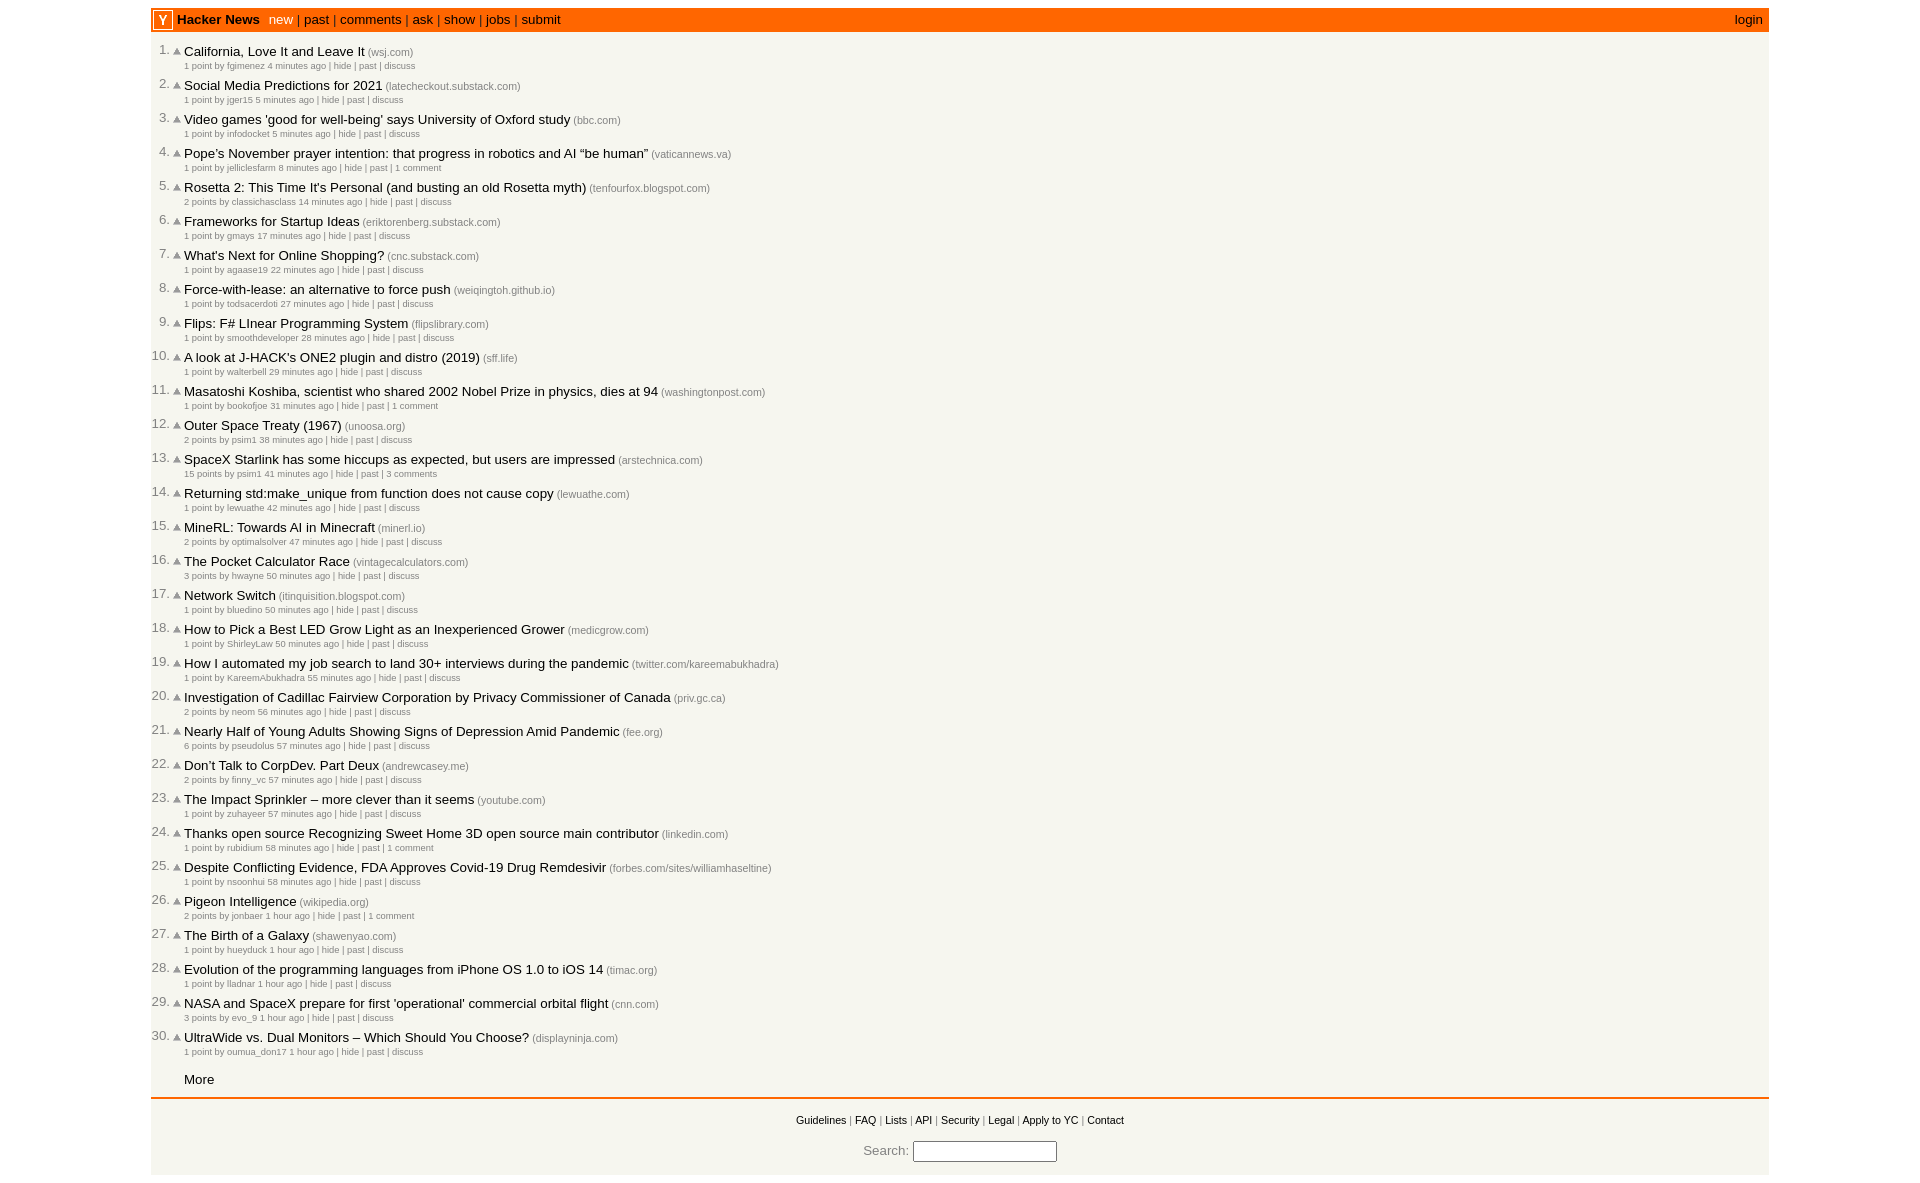 Y Hacker News new | past | comments | ask | show | jobs | submit login
1. California, Love It and Leave It (wsj.com)
1 point by fgimenez 4 minutes ago | hide | past | discuss
2. Social Media Predictions for 2021 (latecheckout.substack.com)
1 point by jger15 5 minutes ago | hide | past | discuss
3. Video games 'good for well-being' says University of Oxford study (bbc.com)
1 point by infodocket 5 minutes ago | hide | past | discuss
4. Pope’s November prayer intention: that progress in robotics and AI “be human” (vaticannews.va)
1 point by jelliclesfarm 8 minutes ago | hide | past | 1 comment
5. Rosetta 2: This Time It's Personal (and busting an old Rosetta myth) (tenfourfox.blogspot.com)
2 points by classichasclass 14 minutes ago | hide | past | discuss
6. Frameworks for Startup Ideas (eriktorenberg.substack.com)
1 point by gmays 17 minutes ago | hide | past | discuss
7. What's Next for Online Shopping? (cnc.substack.com)
1 point by agaase19 22 minutes ago | hide | past | discuss
8. Force-with-lease: an alternative to force push (weiqingtoh.github.io)
1 point by todsacerdoti 27 minutes ago | hide | past | discuss
9. Flips: F# LInear Programming System (flipslibrary.com)
1 point by smoothdeveloper 28 minutes ago | hide | past | discuss
10. A look at J-HACK's ONE2 plugin and distro (2019) (sff.life)
1 point by walterbell 29 minutes ago | hide | past | discuss
11. Masatoshi Koshiba, scientist who shared 2002 Nobel Prize in physics, dies at 94 (washingtonpost.com)
1 point by bookofjoe 31 minutes ago | hide | past | 1 comment
12. Outer Space Treaty (1967) (unoosa.org)
2 points by psim1 38 minutes ago | hide | past | discuss
13. SpaceX Starlink has some hiccups as expected, but users are impressed (arstechnica.com)
15 points by psim1 41 minutes ago | hide | past | 3 comments
14. Returning std:make_unique from function does not cause copy (lewuathe.com)
1 point by lewuathe 42 minutes ago | hide | past | discuss
15. MineRL: Towards AI in Minecraft (minerl.io)
2 points by optimalsolver 47 minutes ago | hide | past | discuss
16. The Pocket Calculator Race (vintagecalculators.com)
3 points by hwayne 50 minutes ago | hide | past | discuss
17. Network Switch (itinquisition.blogspot.com)
1 point by bluedino 50 minutes ago | hide | past | discuss
18. How to Pick a Best LED Grow Light as an Inexperienced Grower (medicgrow.com)
1 point by ShirleyLaw 50 minutes ago | hide | past | discuss
19. How I automated my job search to land 30+ interviews during the pandemic (twitter.com/kareemabukhadra)
1 point by KareemAbukhadra 55 minutes ago | hide | past | discuss
20. Investigation of Cadillac Fairview Corporation by Privacy Commissioner of Canada (priv.gc.ca)
2 points by neom 56 minutes ago | hide | past | discuss
21. Nearly Half of Young Adults Showing Signs of Depression Amid Pandemic (fee.org)
6 points by pseudolus 57 minutes ago | hide | past | discuss
22. Don’t Talk to CorpDev. Part Deux (andrewcasey.me)
2 points by finny_vc 57 minutes ago | hide | past | discuss
23. The Impact Sprinkler – more clever than it seems (youtube.com)
1 point by zuhayeer 57 minutes ago | hide | past | discuss
24. Thanks open source Recognizing Sweet Home 3D open source main contributor (linkedin.com)
1 point by rubidium 58 minutes ago | hide | past | 1 comment
25. Despite Conflicting Evidence, FDA Approves Covid-19 Drug Remdesivir (forbes.com/sites/williamhaseltine)
1 point by nsoonhui 58 minutes ago | hide | past | discuss
26. Pigeon Intelligence (wikipedia.org)
2 points by jonbaer 1 hour ago | hide | past | 1 comment
27. The Birth of a Galaxy (shawenyao.com)
1 point by hueyduck 1 hour ago | hide | past | discuss
28. Evolution of the programming languages from iPhone OS 1.0 to iOS 14 (timac.org)
1 point by lladnar 1 hour ago | hide | past | discuss
29. NASA and SpaceX prepare for first 'operational' commercial orbital flight (cnn.com)
3 points by evo_9 1 hour ago | hide | past | discuss
30. UltraWide vs. Dual Monitors – Which Should You Choose? (displayninja.com)
1 point by oumua_don17 1 hour ago | hide | past | discuss
More
Guidelines | FAQ | Lists | API | Security | Legal | Apply to YC | Contact
Search: